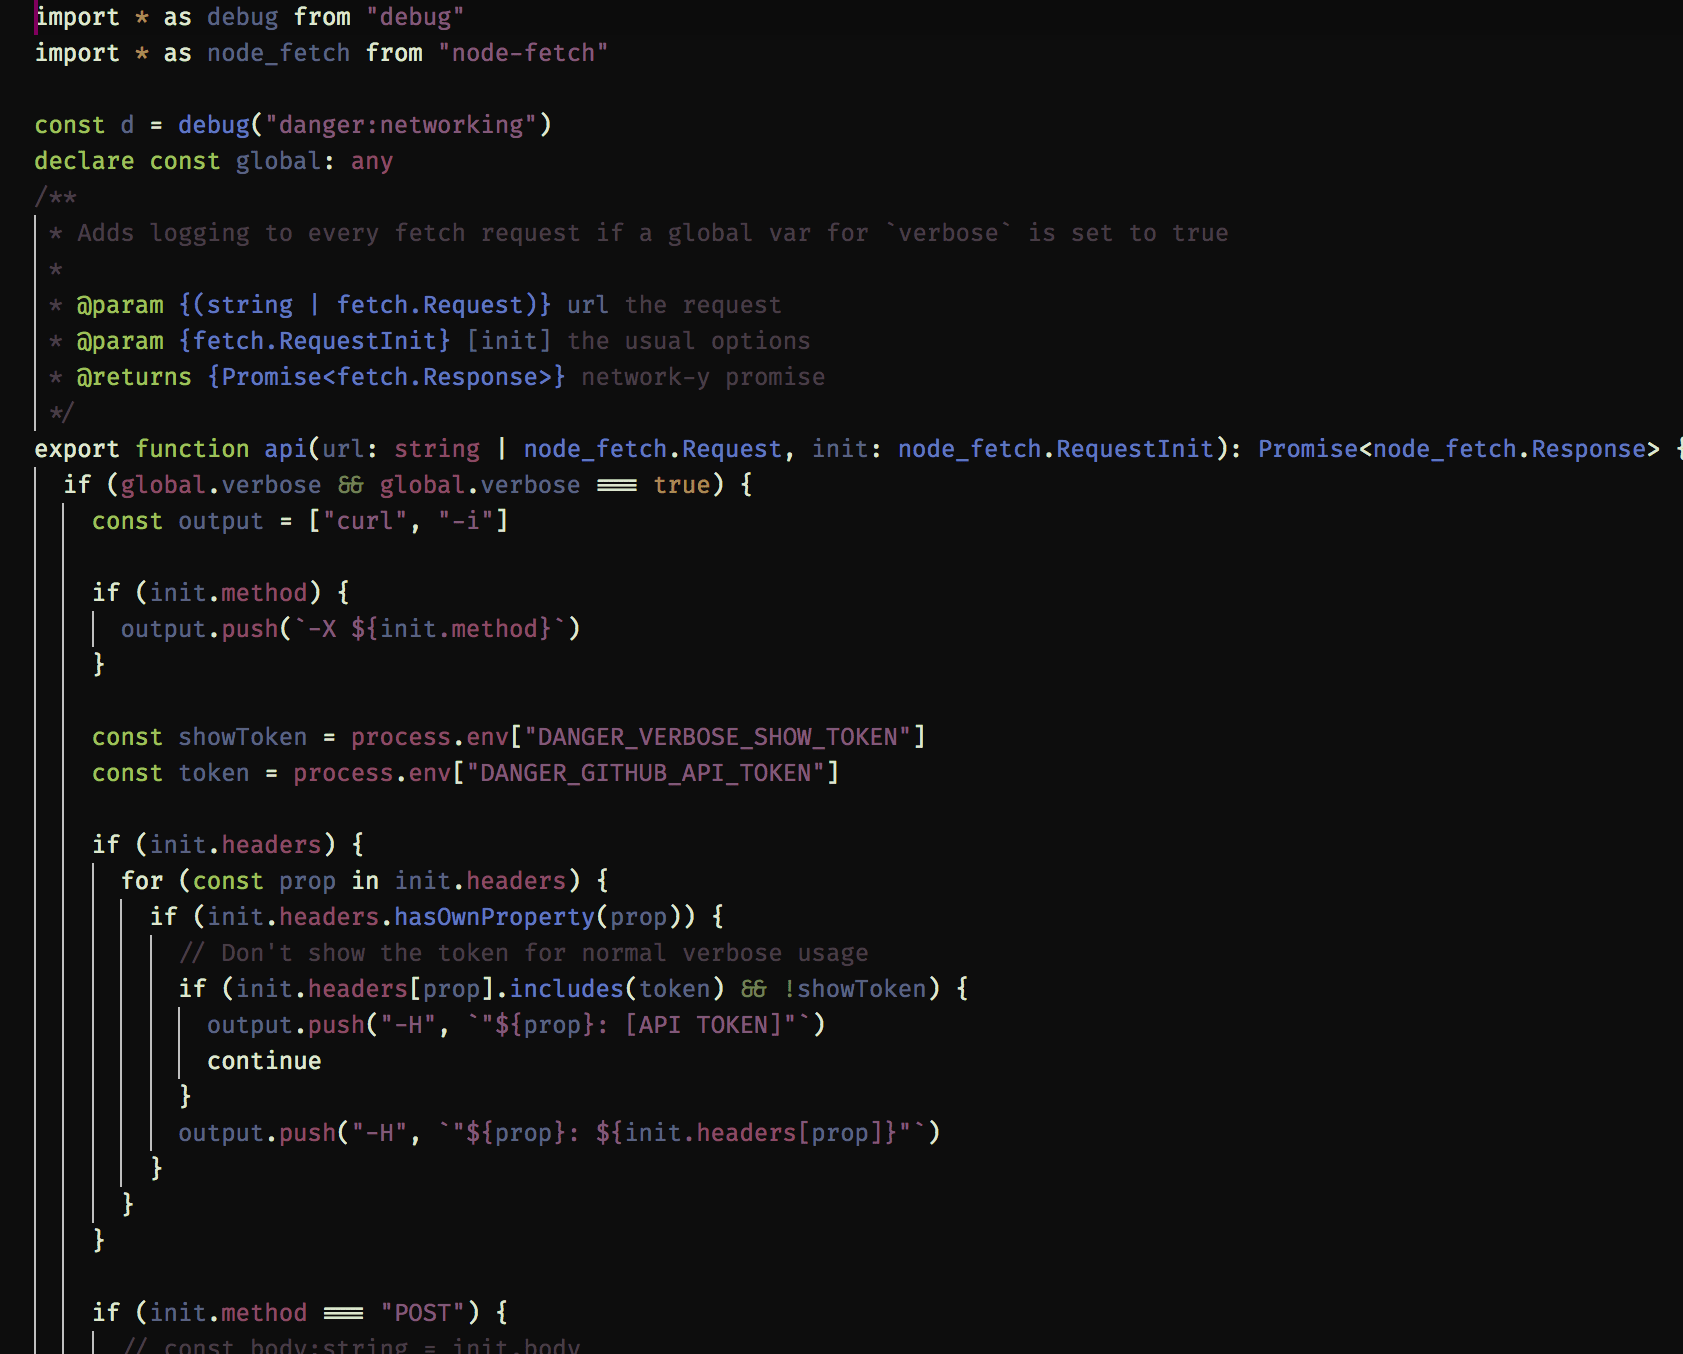 import * as debug from "debug"
import * as node_fetch from "node-fetch"

const d = debug("danger:networking")
declare const global: any
/**
 * Adds logging to every fetch request if a global var for `verbose` is set to true
 *
 * @param {(string | fetch.Request)} url the request
 * @param {fetch.RequestInit} [init] the usual options
 * @returns {Promise<fetch.Response>} network-y promise
 */
export function api(url: string | node_fetch.Request, init: node_fetch.RequestInit): Promise<node_fetch.Response> {
  if (global.verbose && global.verbose === true) {
    const output = ["curl", "-i"]

    if (init.method) {
      output.push(`-X ${init.method}`)
    }

    const showToken = process.env["DANGER_VERBOSE_SHOW_TOKEN"]
    const token = process.env["DANGER_GITHUB_API_TOKEN"]

    if (init.headers) {
      for (const prop in init.headers) {
        if (init.headers.hasOwnProperty(prop)) {
          // Don't show the token for normal verbose usage
          if (init.headers[prop].includes(token) && !showToken) {
            output.push("-H", `"${prop}: [API TOKEN]"`)
            continue
          }
          output.push("-H", `"${prop}: ${init.headers[prop]}"`)
        }
      }
    }

    if (init.method === "POST") {
      // const body:string = init.body